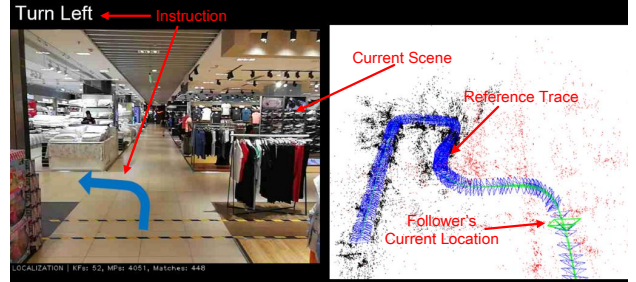 Turn Left
Instruction
Current Scene
Reference Trace
Follower's
Current Location
LOCALIZATION | KFs: 52, MPs: 4051, Matches: 448